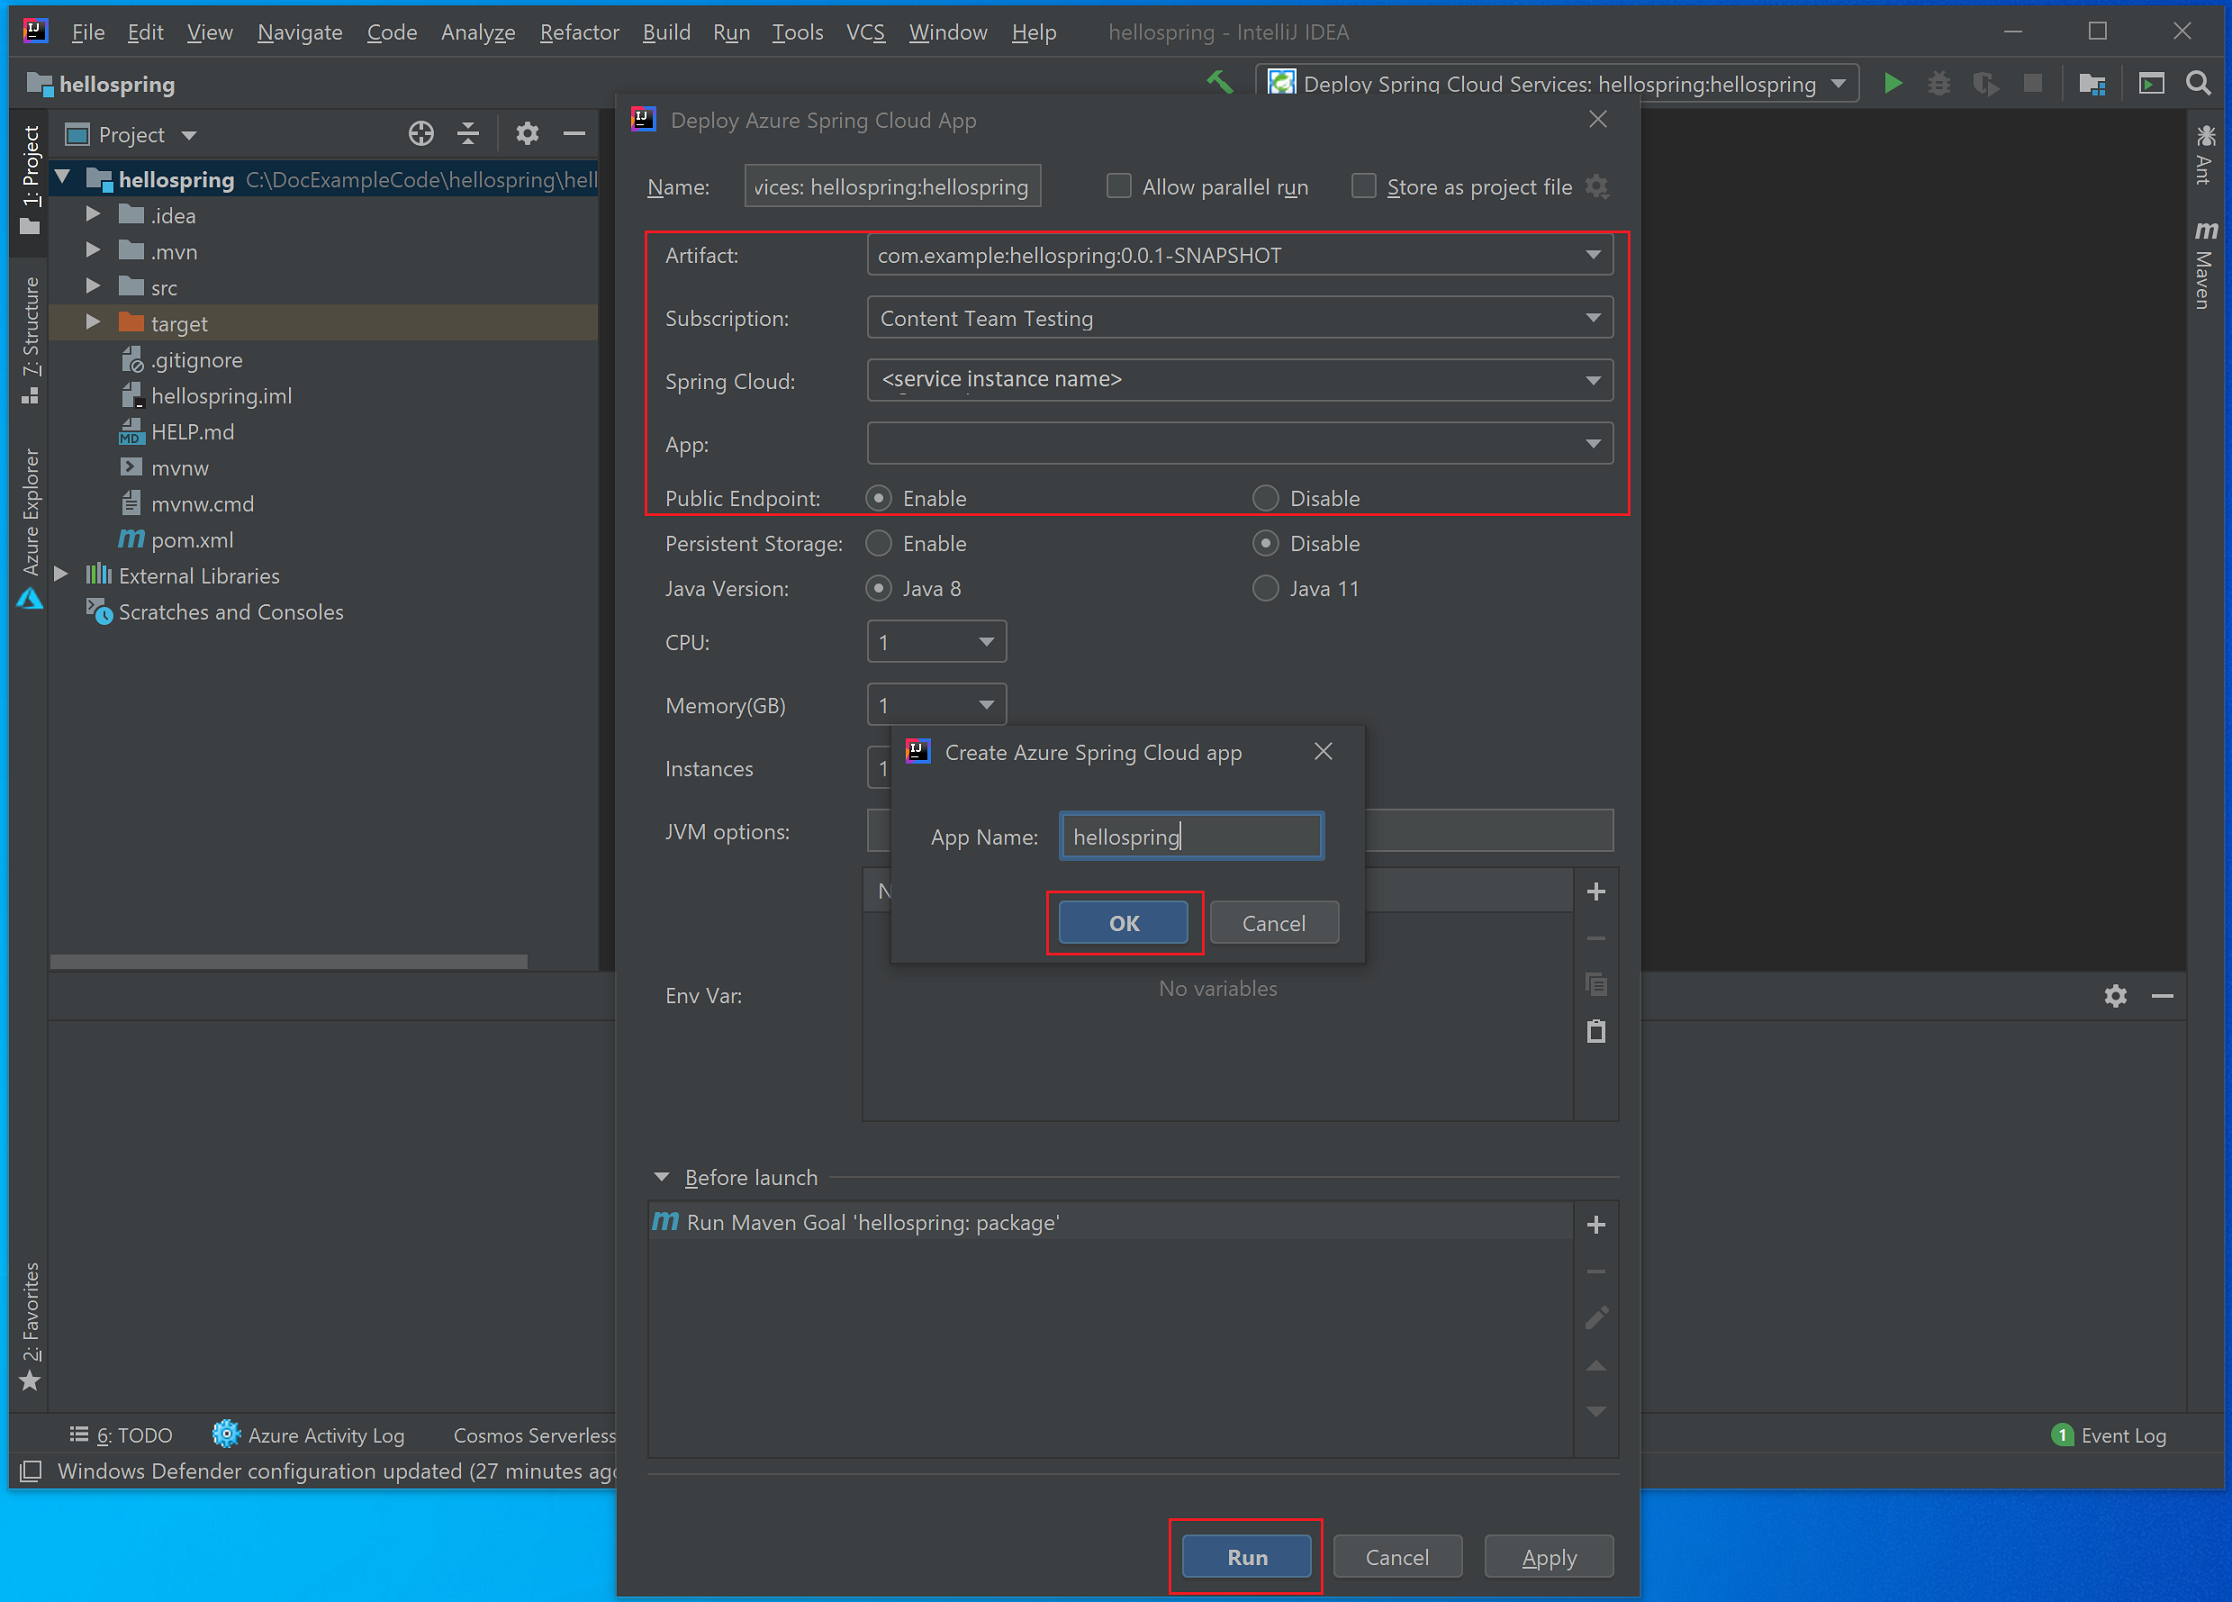 File Edit View Navigate Code Analyze Refactor Build Run Tools VCS Window Help hellospring - IntelliJ IDEA
hellospring
Deploy Spring Cloud Services: hellospring:hellospring
Deploy Azure Spring Cloud App
Project
Name: vices: hellospring:hellospring Allow parallel run Store as project file
hellospring C:\DocExampleCode\hellospring\hell
.idea
.mvn
src
target
.gitignore
hellospring.iml
HELP.md
mvnw
mvnw.cmd
pom.xml
External Libraries
Scratches and Consoles
1: Project
7: Structure
Azure Explorer
2: Favorites
Ant
Maven
Artifact: com.example:hellospring:0.0.1-SNAPSHOT
Subscription: Content Team Testing
Spring Cloud: <service instance name>
App:
Public Endpoint: Enable Disable
Persistent Storage: Enable Disable
Java Version: Java 8 Java 11
CPU: 1
Memory(GB) 1
Instances 1
JVM options:
Create Azure Spring Cloud app
App Name: hellospring
OK Cancel
N
Env Var:
No variables
Before launch
Run Maven Goal 'hellospring: package'
Run Cancel Apply
6: TODO Azure Activity Log Cosmos Serverless
1 Event Log
Windows Defender configuration updated (27 minutes ago